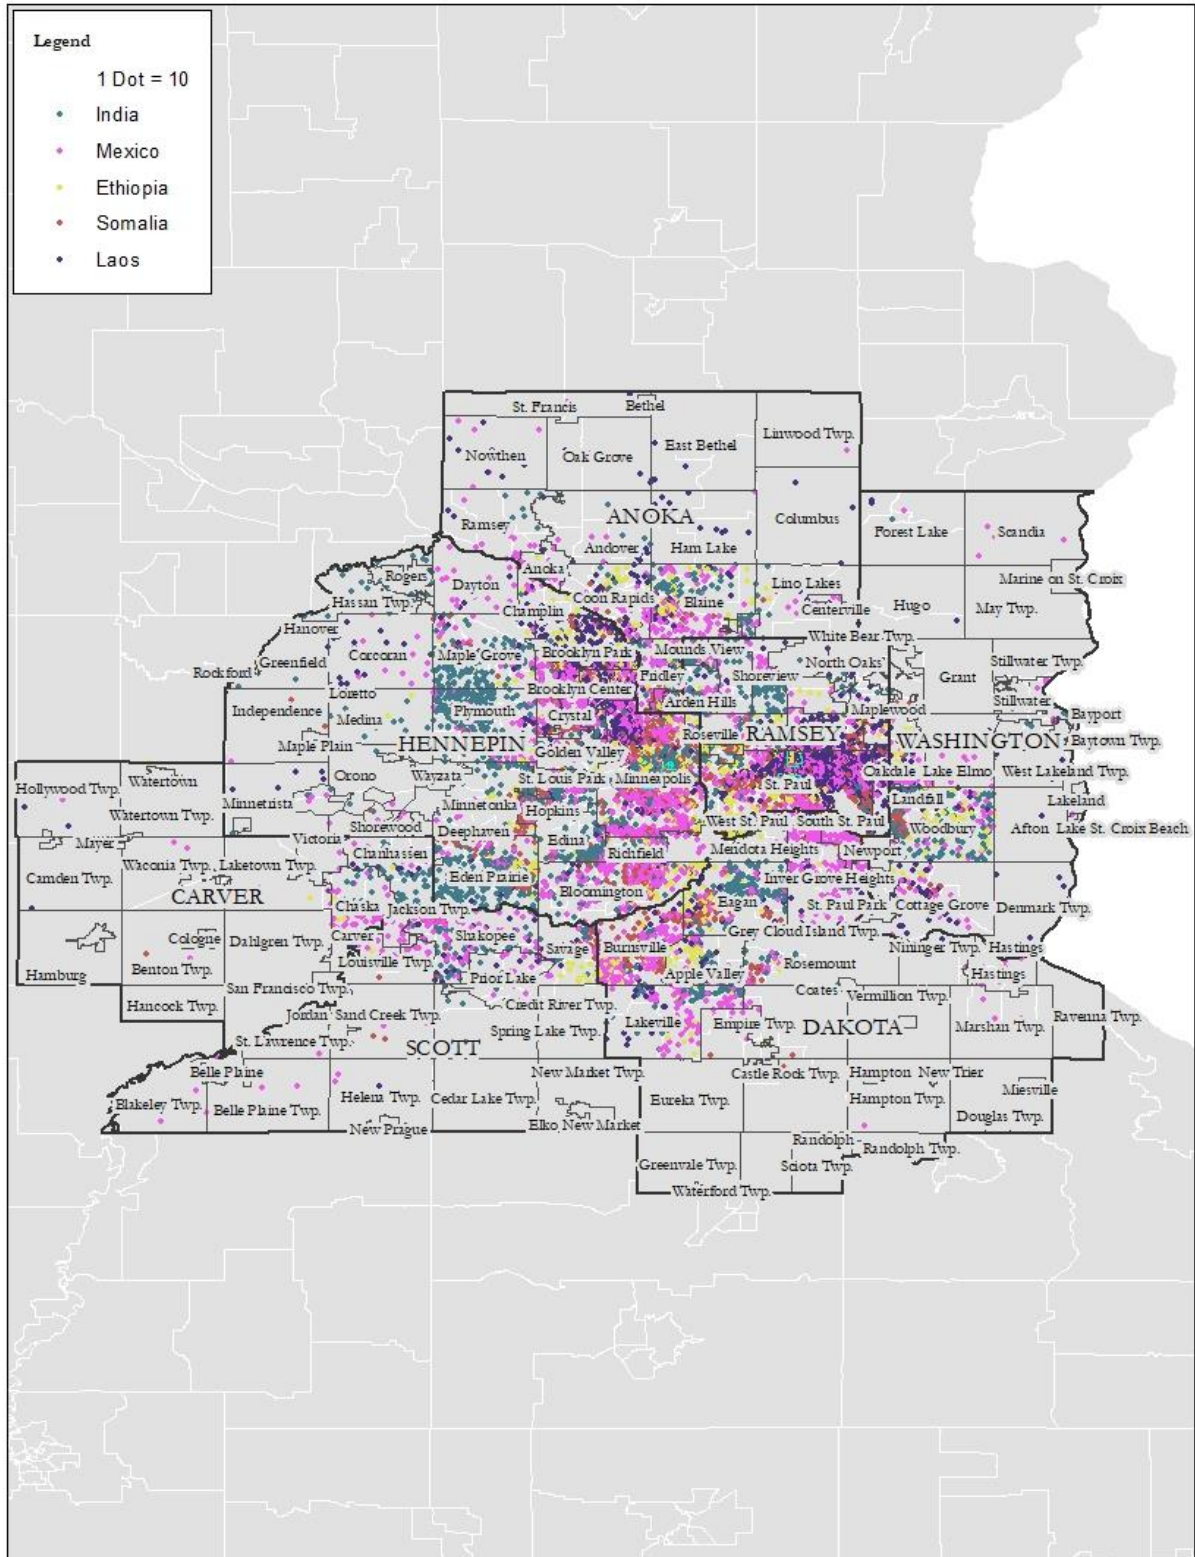 Legend
1 Dot = 10
India
Mexico
Ethiopia
Somalia
Laos
St. Francis
Bethel
Linwood Twp.
Nowthen
Oak Grove
East Bethel
Ramsey
ANOKA
Columbus
Forest Lake
Scandia
Andover
Ham Lake
Rogers
Dayton
Anoka
Lino Lakes
Marine on St. Croix
Hassan Twp.
Champlin
Coon Rapids
Blaine
Centerville
Hugo
May Twp.
Hanover
White Bear Twp.
Greenfield
Corcoran
Maple Grove
Brooklyn Park
Mounds View
North Oaks
Stillwater Twp.
Rockford
Loretto
Brooklyn Center
Fridley
Shoreview
Grant
Stillwater
Independence
Medina
Plymouth
Crystal
Arden Hills
Maplewood
Bayport
Maple Plain
HENNEPIN
Golden Valley
Roseville
RAMSEY
WASHINGTON
Baytown Twp.
Hollywood Twp.
Watertown
Orono
Wayzata
St. Louis Park
Minneapolis
St. Paul
Oakdale
Lake Elmo
West Lakeland Twp.
Watertown Twp.
Minnetrista
Minnetonka
Hopkins
Landfall
Lakeland
Shorewood
Deephaven
West St. Paul
South St. Paul
Woodbury
Afton
Lake St. Croix Beach
Mayer
Victoria
Edina
Richfield
Mendota Heights
Newport
Waconia Twp.
Laketown Twp.
Chanhassen
Camden Twp.
CARVER
Eden Prairie
Bloomington
Inver Grove Heights
Chaska
Jackson Twp.
Eagan
St. Paul Park
Cottage Grove
Denmark Twp.
Cologne
Dahlgren Twp.
Carver
Shakopee
Savage
Burnsville
Grey Cloud Island Twp.
Nininger Twp.
Hastings
Hamburg
Benton Twp.
Louisville Twp.
Prior Lake
Apple Valley
Rosemount
Hastings
San Francisco Twp.
Coates
Vermillion Twp.
Hancock Twp.
Jordan
Sand Creek Twp.
Credit River Twp.
Lakeville
Empire Twp.
DAKOTA
Marshan Twp.
Ravenna Twp.
St. Lawrence Twp.
SCOTT
Spring Lake Twp.
Belle Plaine
New Market Twp.
Castle Rock Twp.
Hampton
New Trier
Miesville
Blakeley Twp.
Belle Plaine Twp.
Helena Twp.
Cedar Lake Twp.
Eureka Twp.
Hampton Twp.
Douglas Twp.
New Prague
Elko New Market
Randolph
Randolph Twp.
Greenvale Twp.
Sciota Twp.
Waterford Twp.